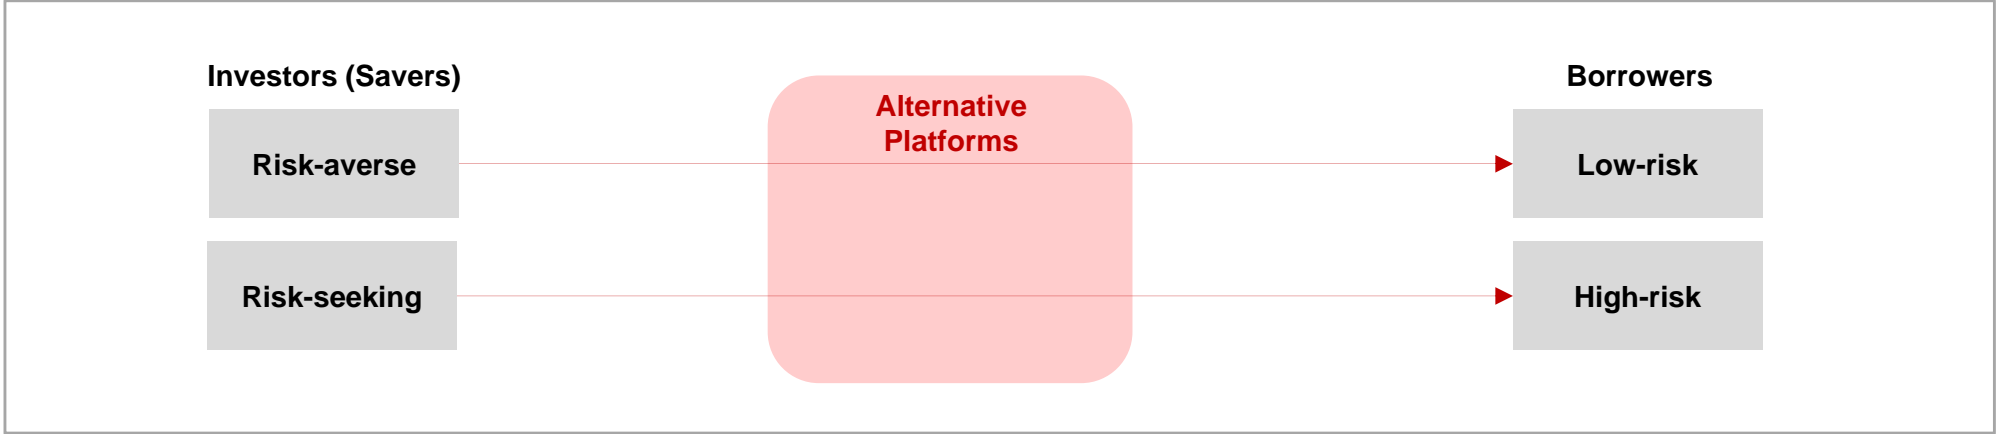 Investors (Savers)
Borrowers
Alternative
Platforms
Risk-averse
Low-risk
Risk-seeking
High-risk